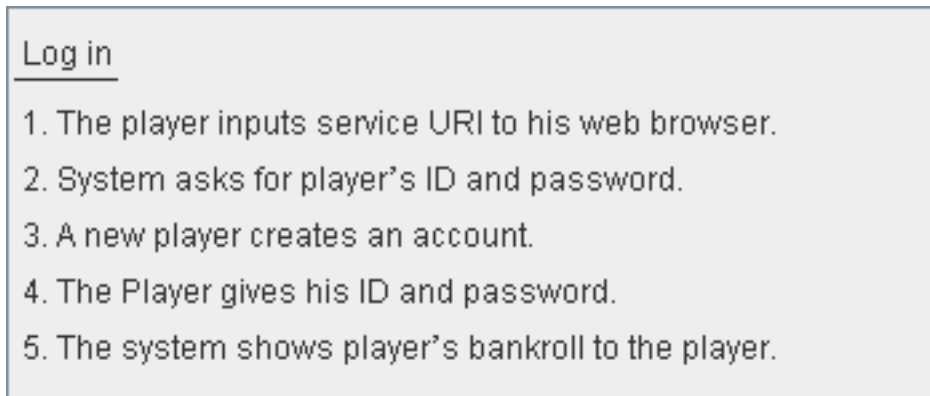 Log in
1. The player inputs service URI to his web browser.
2. System asks for player’s ID and password.
3. A new player creates an account.
4. The Player gives his ID and password.
5. The system shows player’s bankroll to the player.